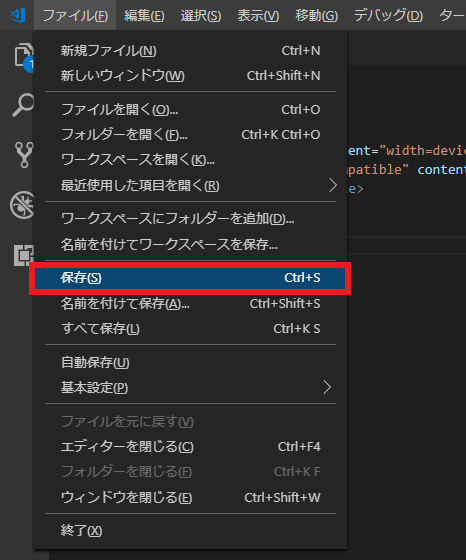 ファイル(F) 編集(E) 選択(S) 表示(V) 移動(G) デバッグ(D) ター
新規ファイル(N) Ctrl+N
新しいウィンドウ(W) Ctrl+Shift+N
ファイルを開く(O)... Ctrl+O
フォルダーを開く(F)... Ctrl+K Ctrl+O
ワークスペースを開く(K)...
最近使用した項目を開く(R)
ワークスペースにフォルダーを追加(D)...
名前を付けてワークスペースを保存...
保存(S) Ctrl+S
名前を付けて保存(A)... Ctrl+Shift+S
すべて保存(L) Ctrl+K S
自動保存(U)
基本設定(P)
ファイルを元に戻す(V)
エディターを閉じる(C) Ctrl+F4
フォルダーを閉じる(F) Ctrl+K F
ウィンドウを閉じる(E) Ctrl+Shift+W
終了(X)
1
ent="width=devic
mpatible" content
le>